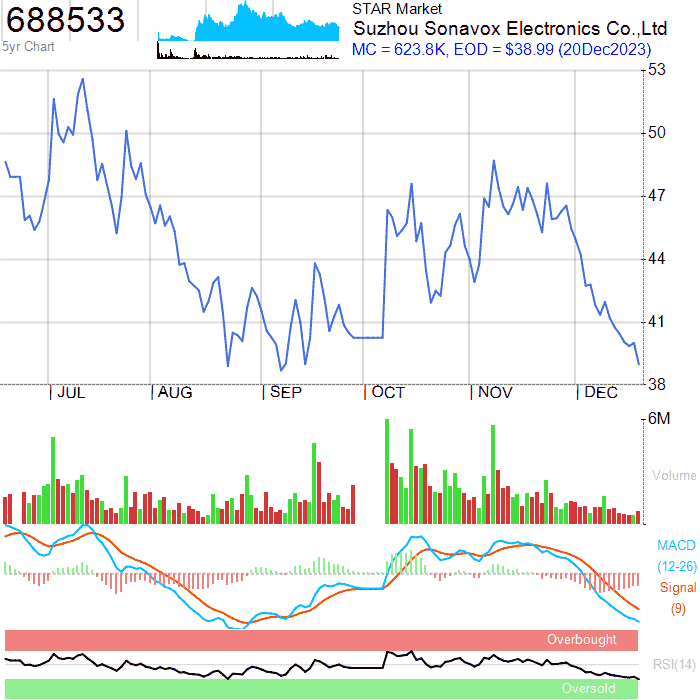 688533
5yr Chart
STAR Market
Suzhou Sonavox Electronics Co.,Ltd
MC = 623.8K, EOD = $38.99 (20Dec2023)
53
50
47
44
41
38
JUL AUG SEP OCT NOV DEC
6M
Volume
MACD
(12-26)
Signal
(9)
Overbought
RSI(14)
Oversold